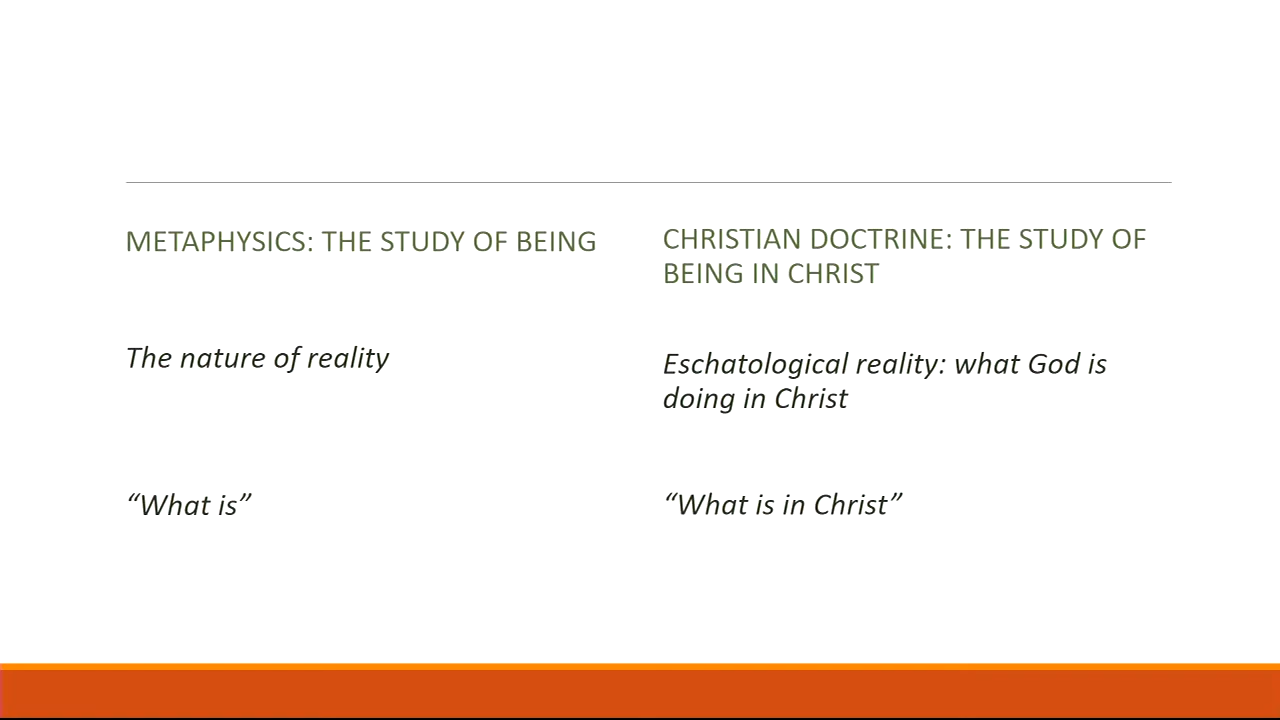 METAPHYSICS: THE STUDY OF BEING
The nature of reality
“What is”
CHRISTIAN DOCTRINE: THE STUDY OF
BEING IN CHRIST
Eschatological reality: what God is
doing in Christ
“What is in Christ”